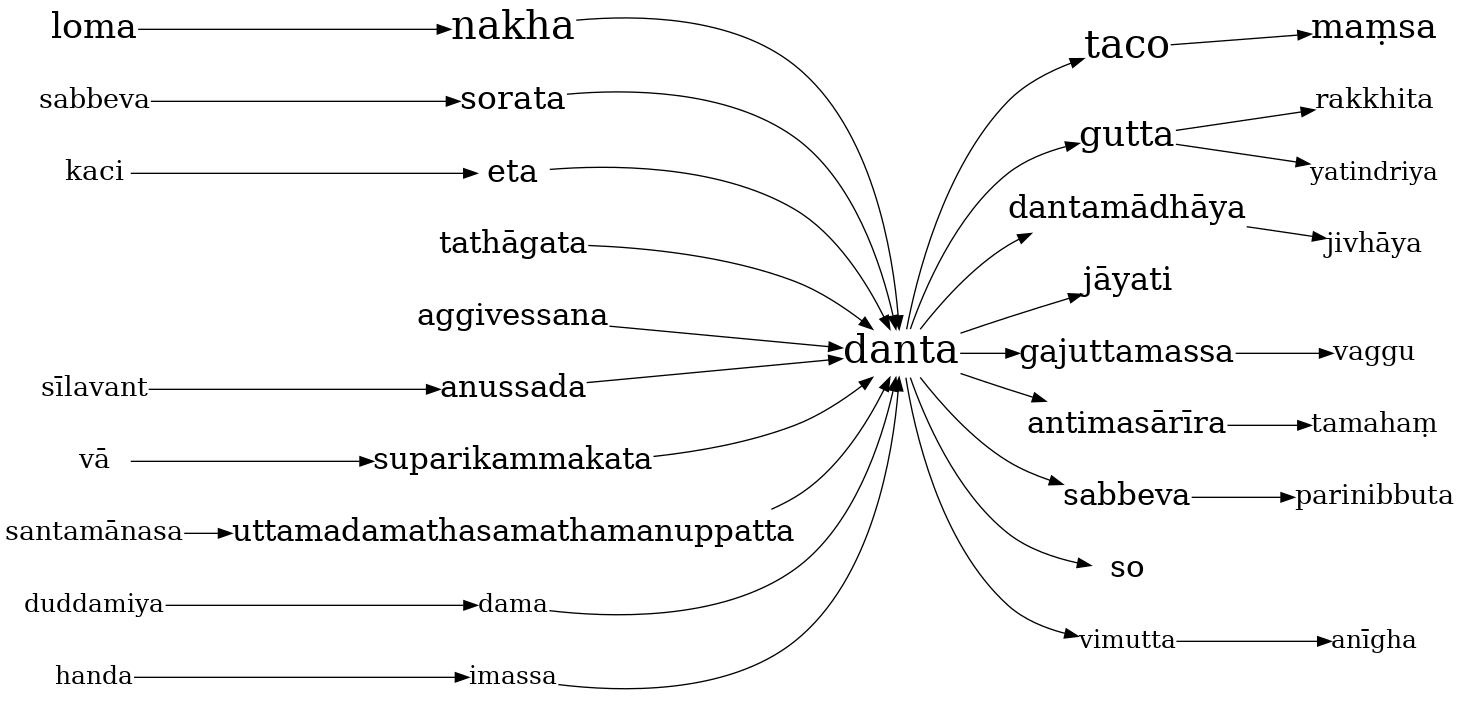 loma
nakha
taco
maṃsa
sabbeva
sorata
gutta
rakkhita
yatindriya
kaci
eta
dantamādhāya
jivhāya
tathāgata
jāyati
aggivessana
danta
gajuttamassa
vaggu
sīlavant
anussada
antimasārīra
tamahaṃ
vā
suparikammakata
sabbeva
parinibbuta
santamānasa
uttamadamathasamathamanuppatta
so
duddamiya
dama
vimutta
anīgha
handa
imassa